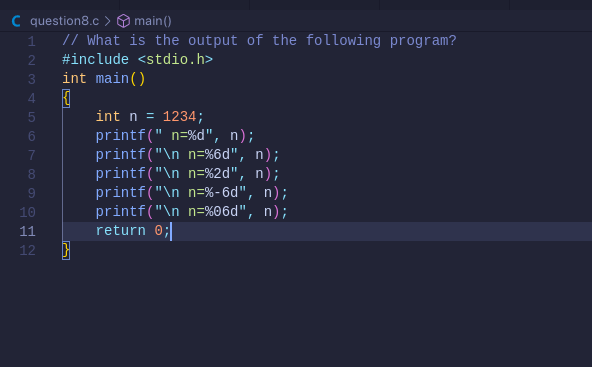 question8.c > main()
1 // What is the output of the following program?
2 #include <stdio.h>
3 int main()
4 {
5     int n = 1234;
6     printf(" n=%d", n);
7     printf("\n n=%6d", n);
8     printf("\n n=%2d", n);
9     printf("\n n=%-6d", n);
10     printf("\n n=%06d", n);
11     return 0;
12 }